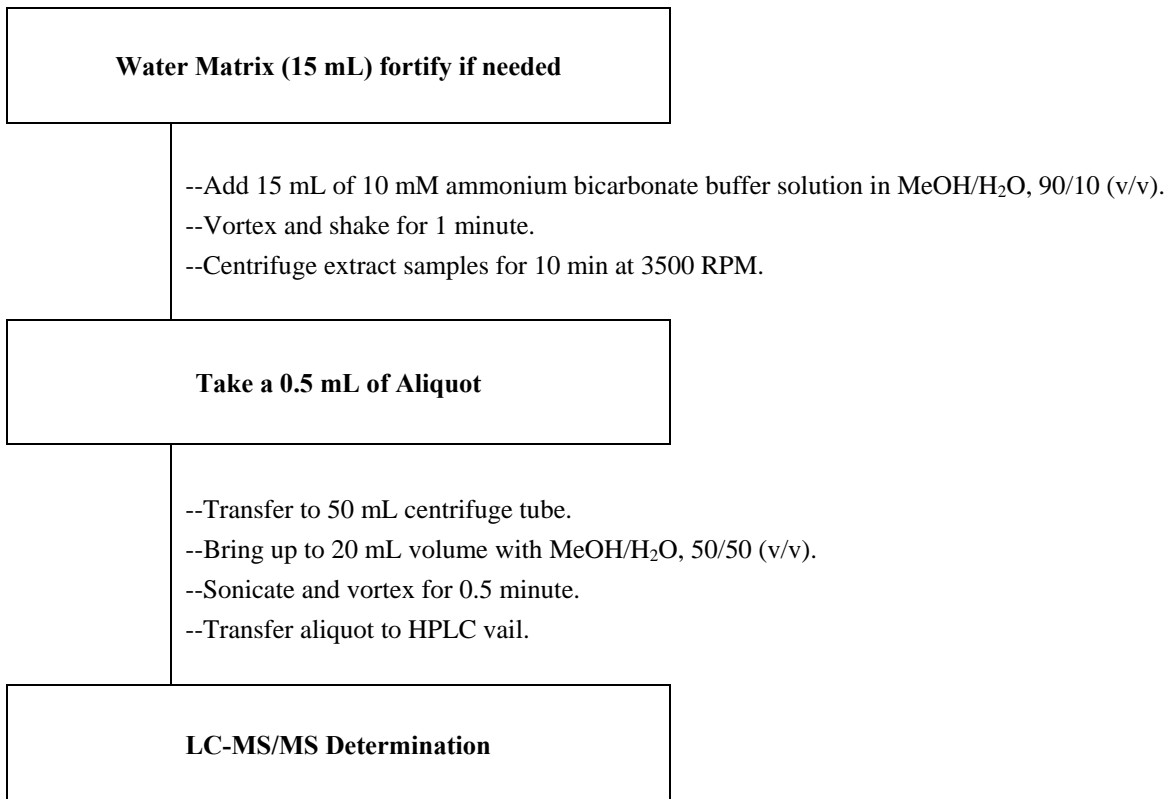 Water Matrix (15 mL) fortify if needed
--Add 15 mL of 10 mM ammonium bicarbonate buffer solution in MeOH/H₂O, 90/10 (v/v).
--Vortex and shake for 1 minute.
--Centrifuge extract samples for 10 min at 3500 RPM.
Take a 0.5 mL of Aliquot
--Transfer to 50 mL centrifuge tube.
--Bring up to 20 mL volume with MeOH/H₂O, 50/50 (v/v).
--Sonicate and vortex for 0.5 minute.
--Transfer aliquot to HPLC vail.
LC-MS/MS Determination